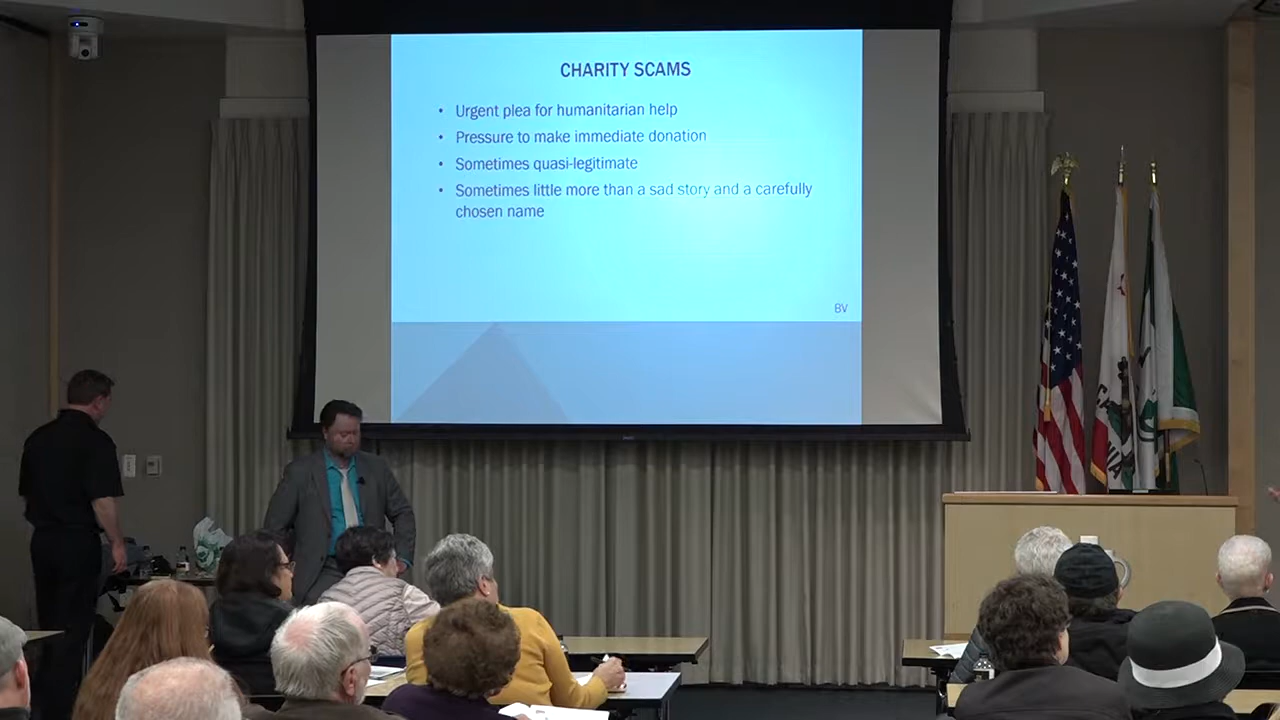 CHARITY SCAMS
• Urgent plea for humanitarian help
• Pressure to make immediate donation
• Sometimes quasi-legitimate
• Sometimes little more than a sad story and a carefully
chosen name
BV